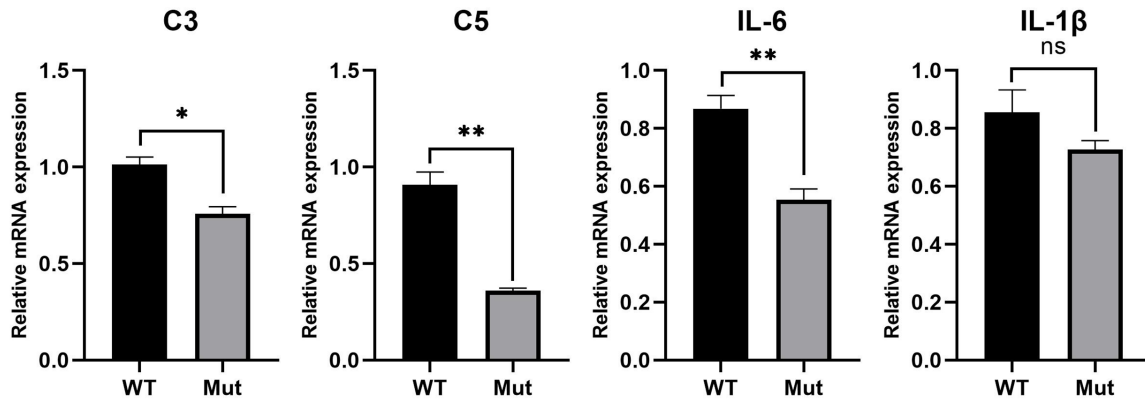 C3
Relative mRNA expression
1.5
1.0
0.5
0.0
*
WT Mut
C5
Relative mRNA expression
1.5
1.0
0.5
0.0
**
WT Mut
IL-6
Relative mRNA expression
1.0
0.8
0.6
0.4
0.2
0.0
**
WT Mut
IL-1β
Relative mRNA expression
1.0
0.8
0.6
0.4
0.2
0.0
ns
WT Mut